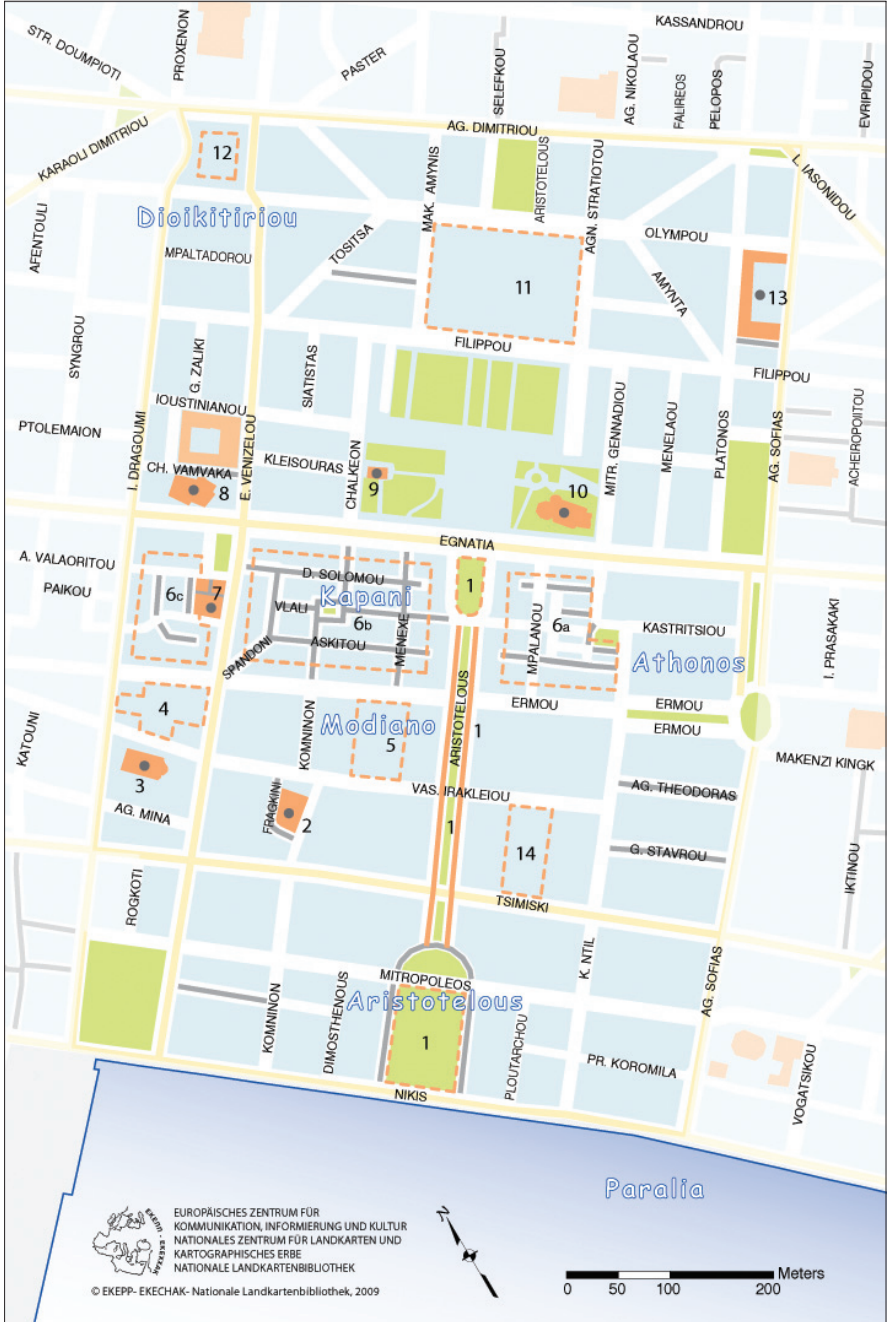 KASSANDROU
STR. DOUMPIOTI
PROXENON
PASTER
SELEFKOU
AG. NIKOLAOU
FALIREOS
PELOPOS
EVRIPIDOU
AG. DIMITRIOU
KARAOLI DIMITRIOU
12
MAK. AMYNIS
ARISTOTELOUS
AGN. STRATIOTOU
L. IASONIDOU
Dioikitiriou
AFENTOULI
MPALTADOROU
TOSITSA
OLYMPOU
AMYNTA
11
13
SYNGROU
G. ZALIKI
SIATISTAS
FILIPPOU
FILIPPOU
IOUSTINIANOU
PTOLEMAION
I. DRAGOUMI
CH. VAMVAKA
E. VENIZELOU
KLEISOURAS
CHALKEON
MITR. GENNADIOU
MENELAOU
PLATONOS
AG. SOFIAS
ACHEIROPIITOU
8
9
10
EGNATIA
A. VALAORITOU
PAIKOU
6c
7
D. SOLOMOU
Kapani
VLALI
6b
ASKITOU
MENEXE
1
MPALANOU
6a
KASTRITSIOU
Athonos
I. PRASAKAKI
SPANDONI
4
KATOUNI
KOMNINON
Modiano
5
ARISTOTELOUS
1
ERMOU
ERMOU
ERMOU
MAKENZI KINGK
3
AG. MINA
FRAGKINI
2
VAS. IRAKLEIOU
1
14
AG. THEODORAS
G. STAVROU
IKTINOU
TSIMISKI
ROGKOTI
K. NTIL
AG. SOFIAS
MITROPOLEOS
Aristotelous
KOMNINON
DIMOSTHENOUS
1
PLOUTARCHOU
PR. KOROMILA
VOGATSIKOU
NIKIS
Paralia
EKEPP - EKEXXAK
EUROPÄISCHES ZENTRUM FÜR
KOMMUNIKATION, INFORMIERUNG UND KULTUR
NATIONALES ZENTRUM FÜR LANDKARTEN UND
KARTOGRAPHISCHES ERBE
NATIONALE LANDKARTENBIBLIOTHEK
© EKEPP- EKECHAK- Nationale Landkartenbibliothek, 2009
N
Meters
0 50 100 200